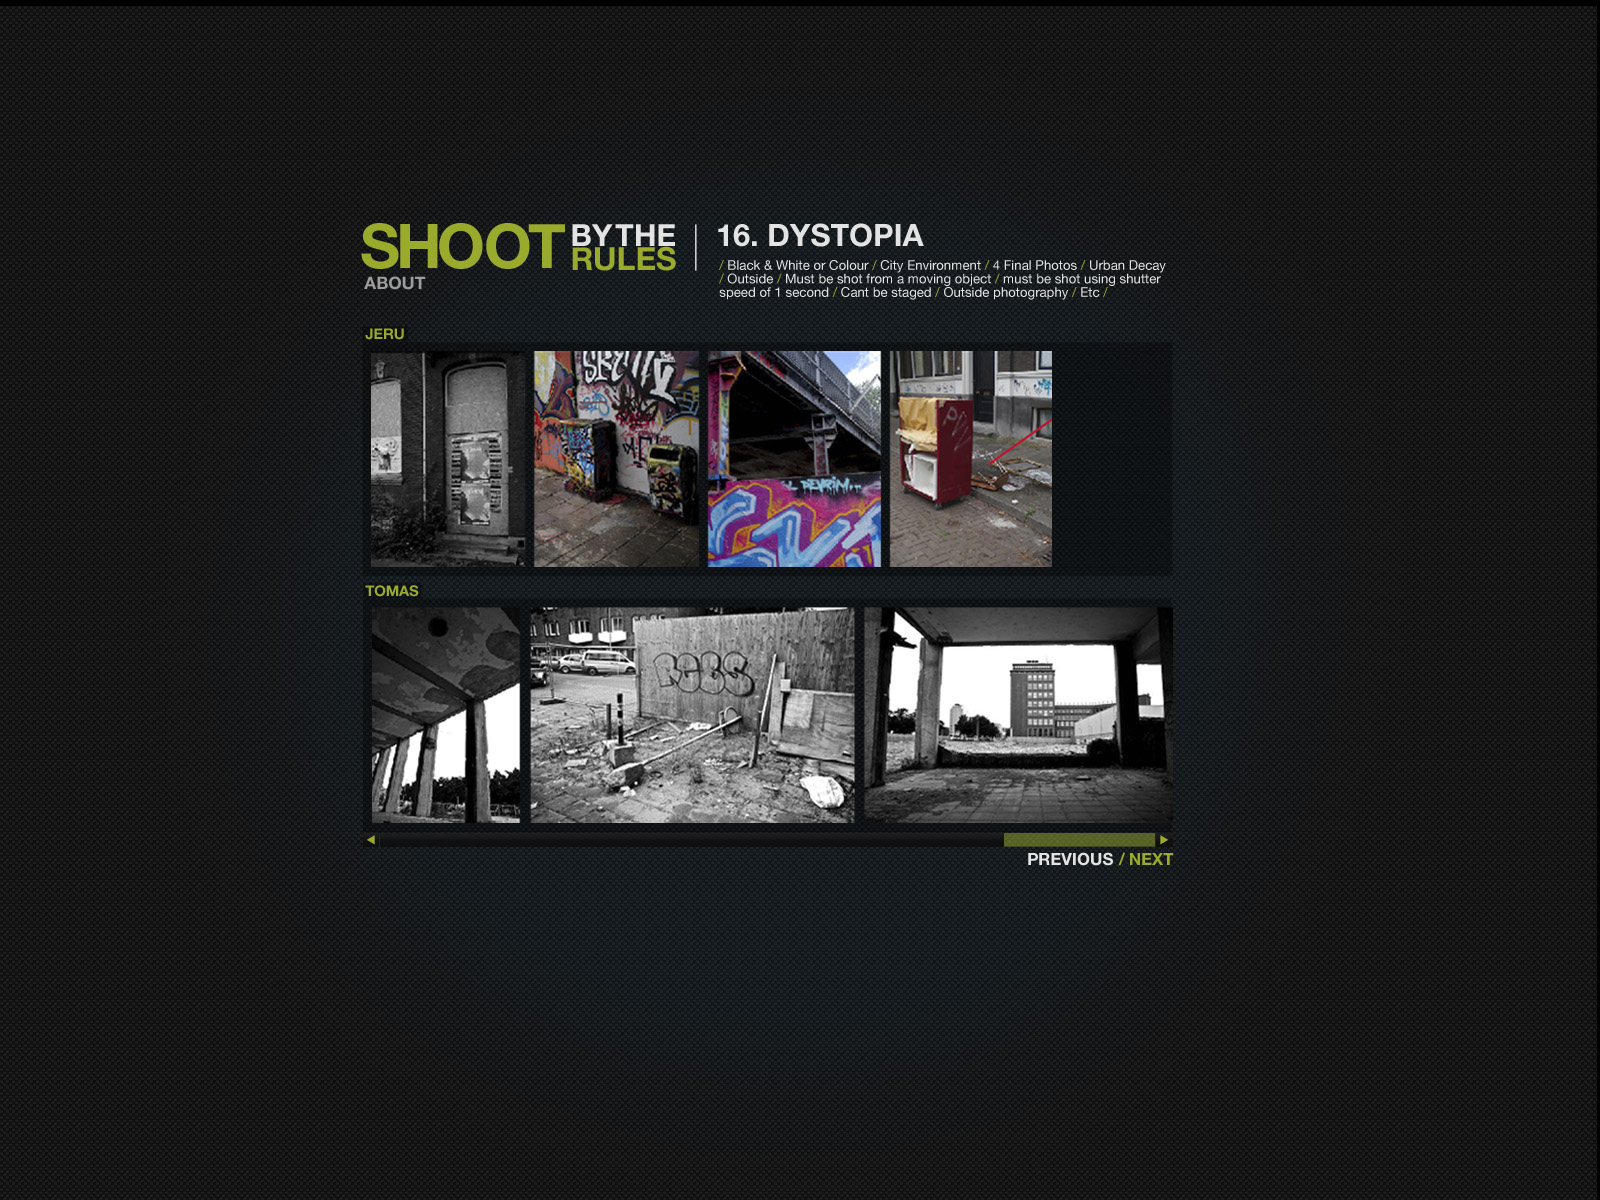 SHOOT BY THE RULES
ABOUT
16. DYSTOPIA
/ Black & White or Colour / City Environment / 4 Final Photos / Urban Decay
/ Outside / Must be shot from a moving object / must be shot using shutter
speed of 1 second / Cant be staged / Outside photography / Etc /
JERU
TOMAS
PREVIOUS / NEXT